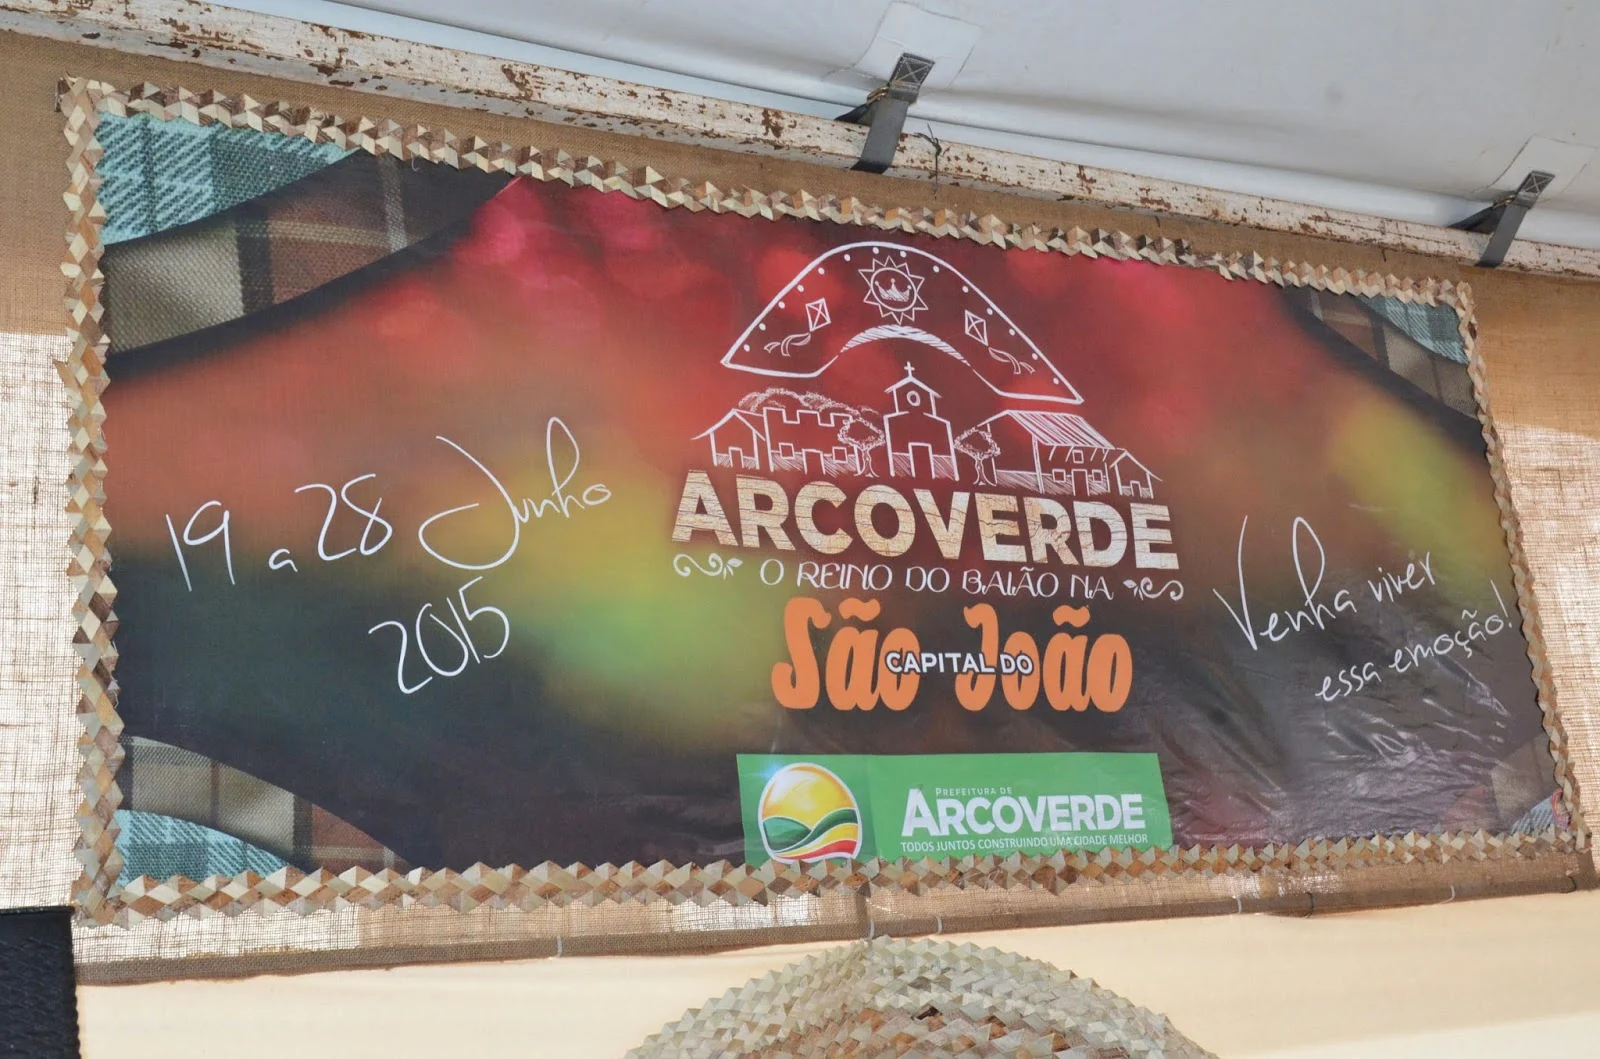 19 a 28 Junho
2015
ARCOVERDE
O REINO DO BAIÃO NA
CAPITAL DO
São João
Venha viver
essa emoção!
PREFEITURA DE
ARCOVERDE
TODOS JUNTOS CONSTRUINDO UMA CIDADE MELHOR